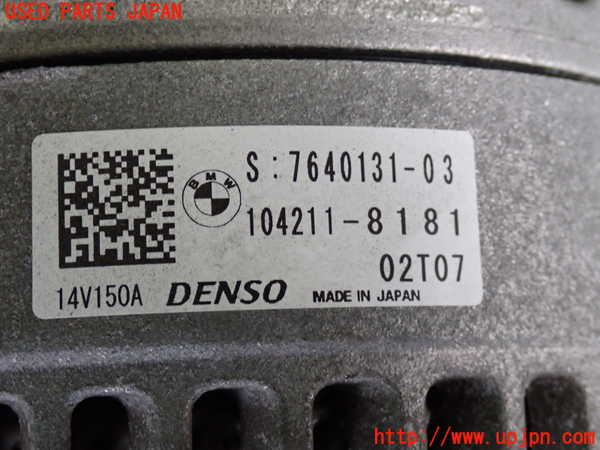 USED PARTS JAPAN
BMW
S:7640131-03
104211-8181
02T07
14V150A DENSO MADE IN JAPAN
http://www.upjpn.com/